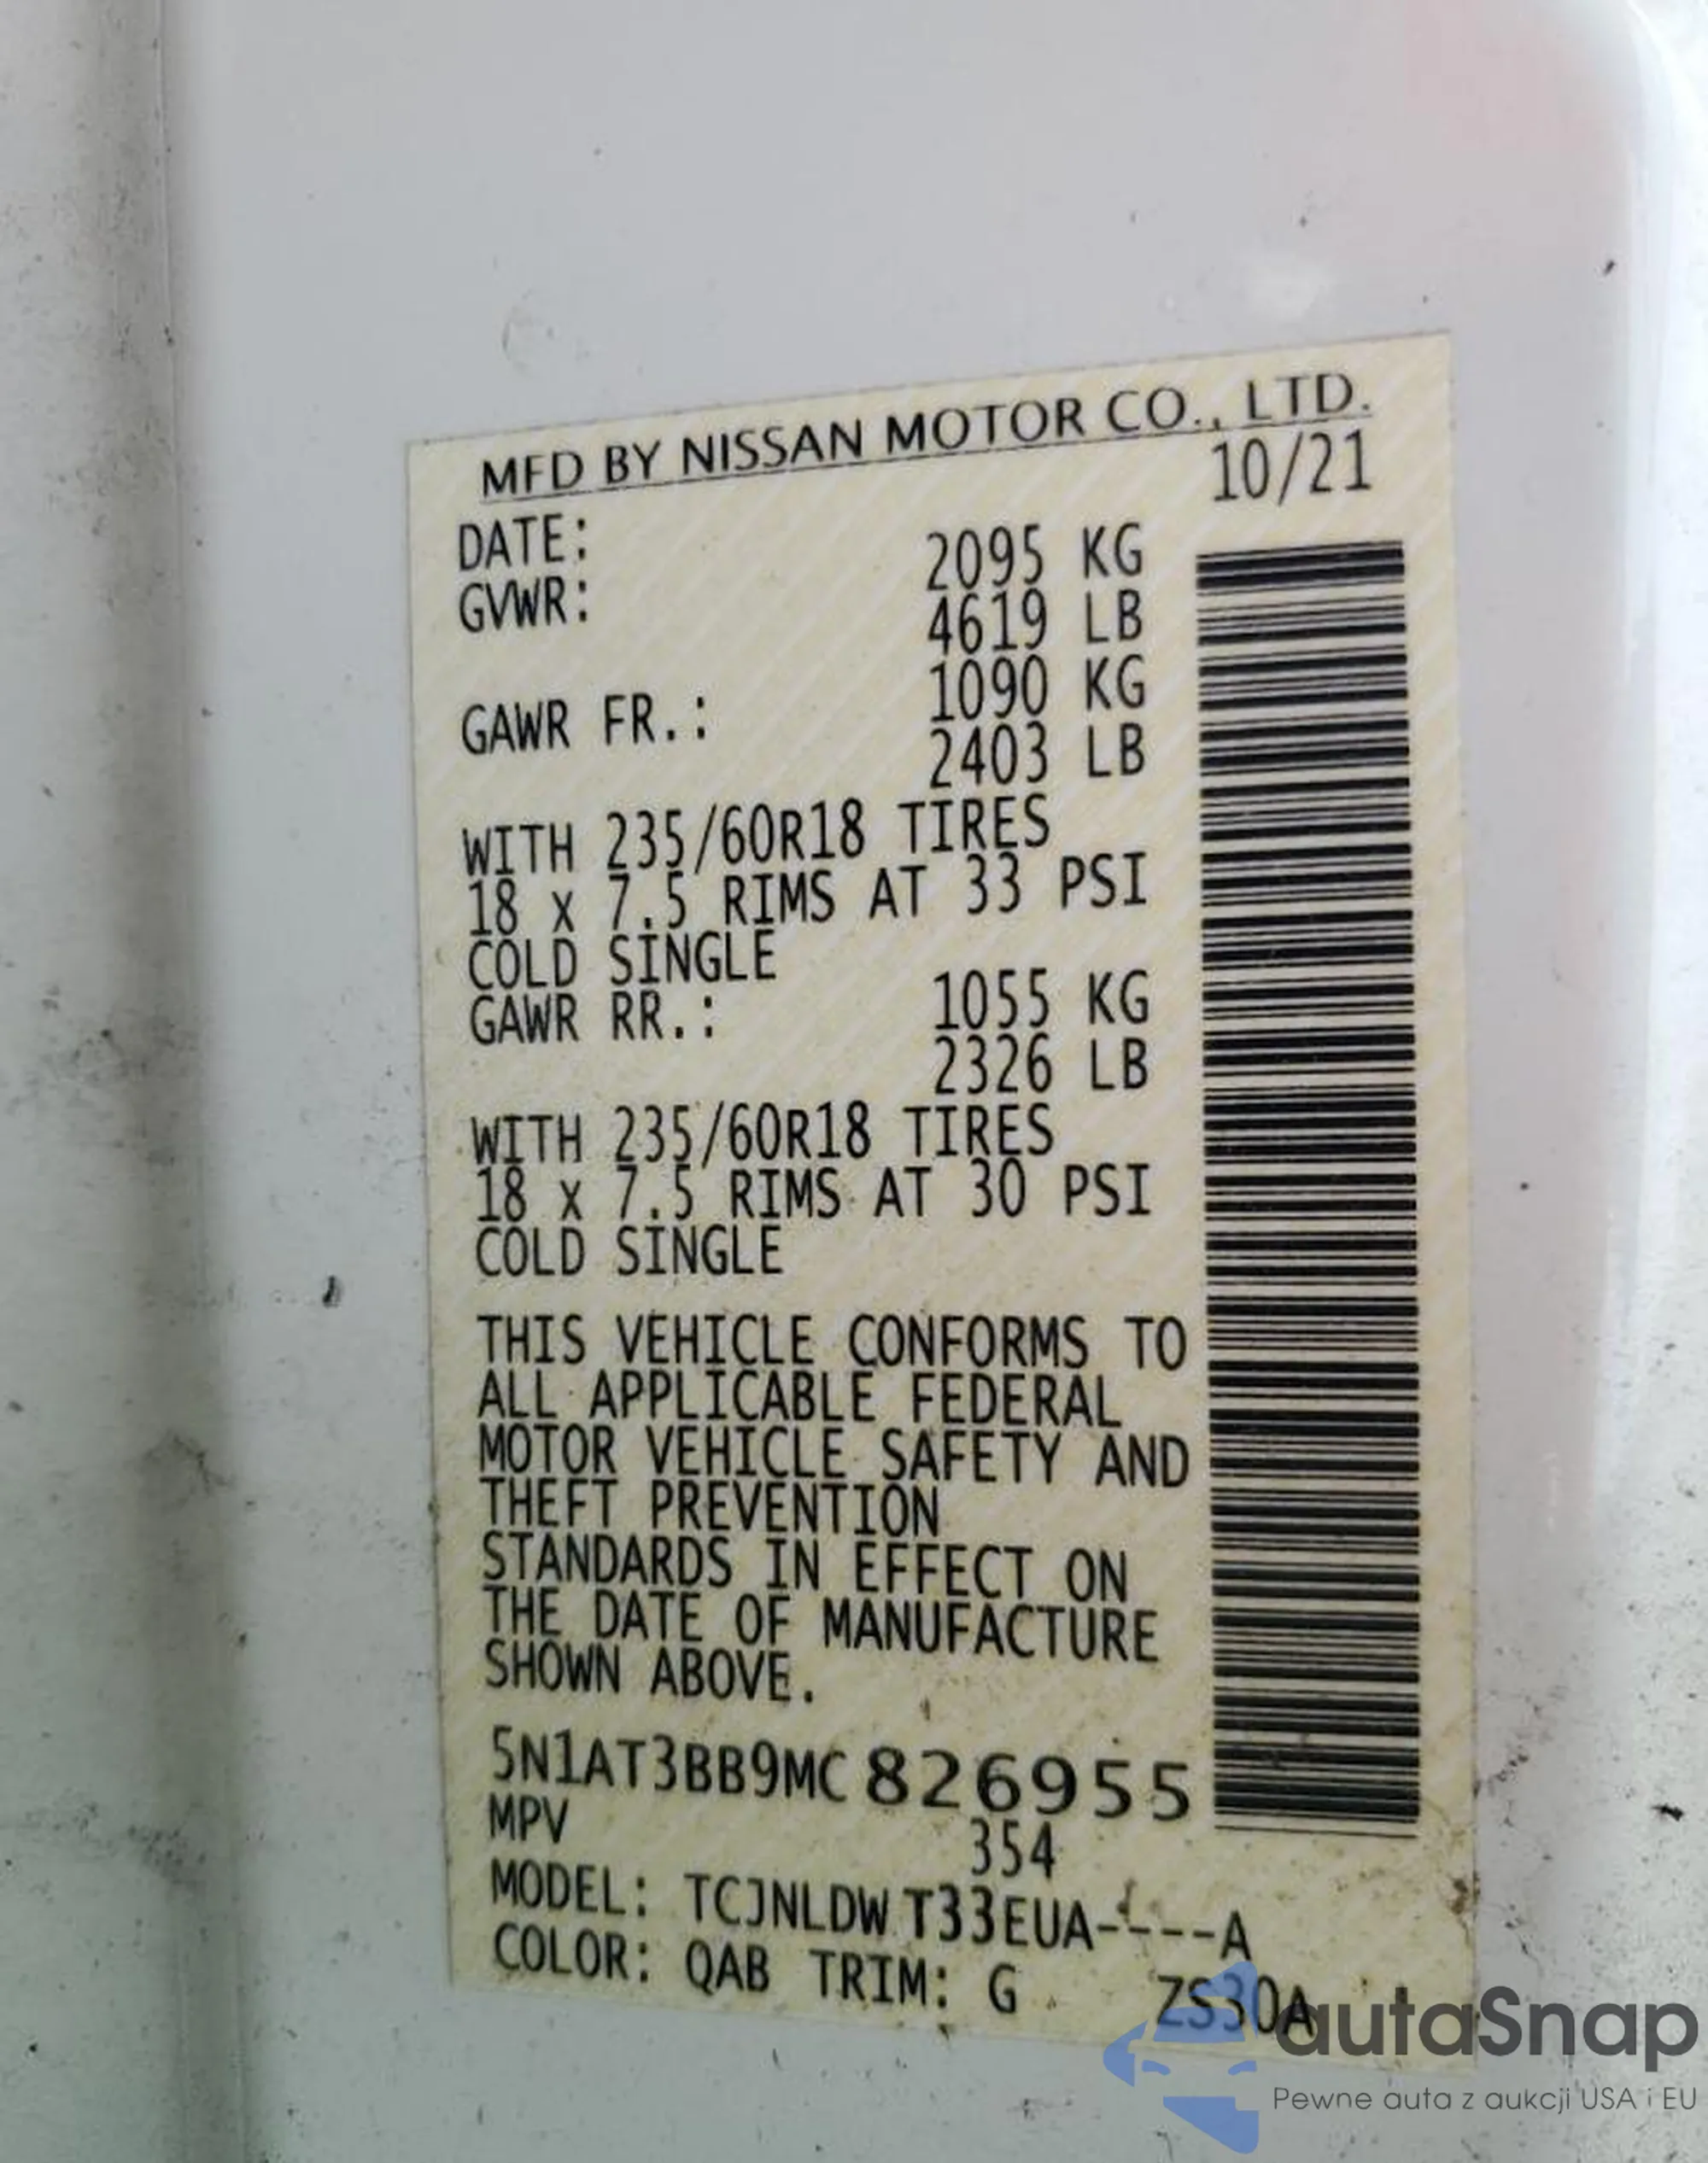 MFD BY NISSAN MOTOR CO., LTD.
DATE: 10/21
GVWR: 2095 KG
4619 LB
GAWR FR.: 1090 KG
2403 LB
WITH 235/60R18 TIRES
18 x 7.5 RIMS AT 33 PSI
COLD SINGLE
GAWR RR.: 1055 KG
2326 LB
WITH 235/60R18 TIRES
18 x 7.5 RIMS AT 30 PSI
COLD SINGLE
THIS VEHICLE CONFORMS TO
ALL APPLICABLE FEDERAL
MOTOR VEHICLE SAFETY AND
THEFT PREVENTION
STANDARDS IN EFFECT ON
THE DATE OF MANUFACTURE
SHOWN ABOVE.
5N1AT3BB9MC826955
MPV 354
MODEL: TCJNLDW T33EUA----A
COLOR: QAB TRIM: G ZS30A
autaSnap
Pewne auta z aukcji USA i EU